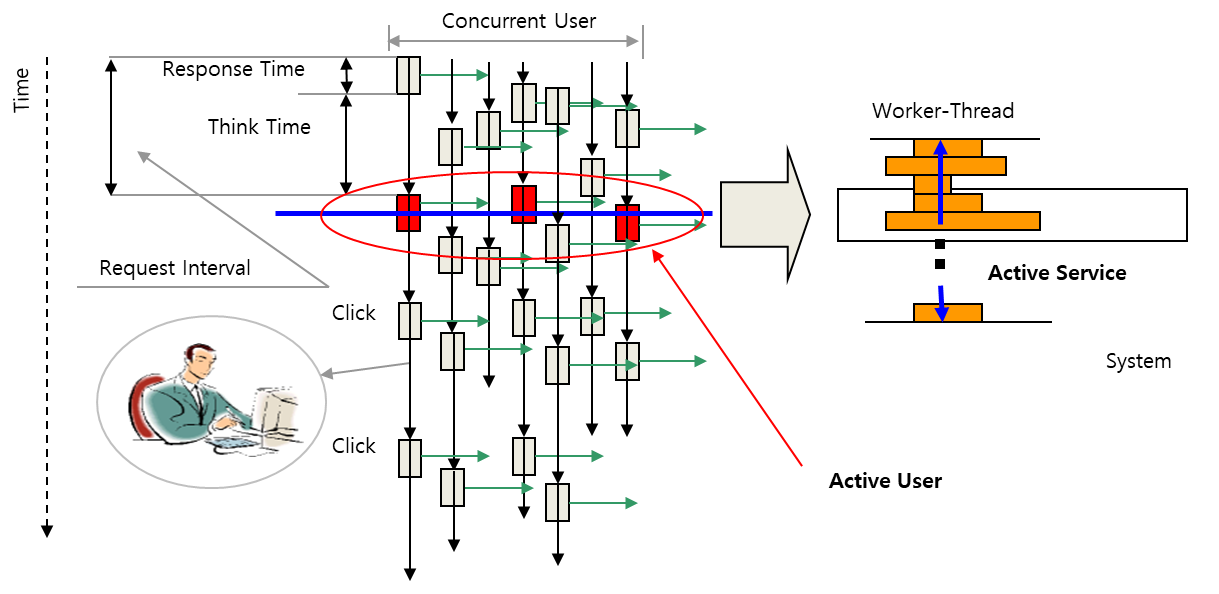 Concurrent User
Time
Response Time
Think Time
Worker-Thread
Request Interval
Active Service
Click
System
Click
Active User